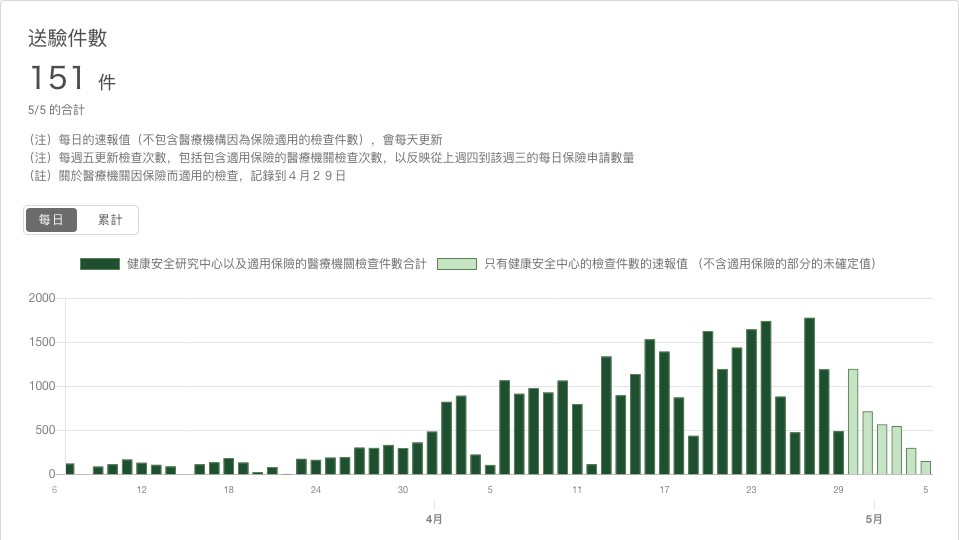 送驗件數
151 件
5/5 的合計
（注）每日的速報值（不包含醫療機構因為保險適用的檢查件數），會每天更新
（注）每週五更新檢查次數，包括包含適用保險的醫療機關檢查次數，以反映從上週四到該週三的每日保險申請數量
（註）關於醫療機關因保險而適用的檢查，記錄到４月２９日
每日 累計
健康安全研究中心以及適用保險的醫療機關檢查件數合計 只有健康安全中心的檢查件數的速報值 （不含適用保險的部分的未確定值）
2000
1500
1000
500
0
6 12 18 24 30 5 11 17 23 29 5
4月 5月